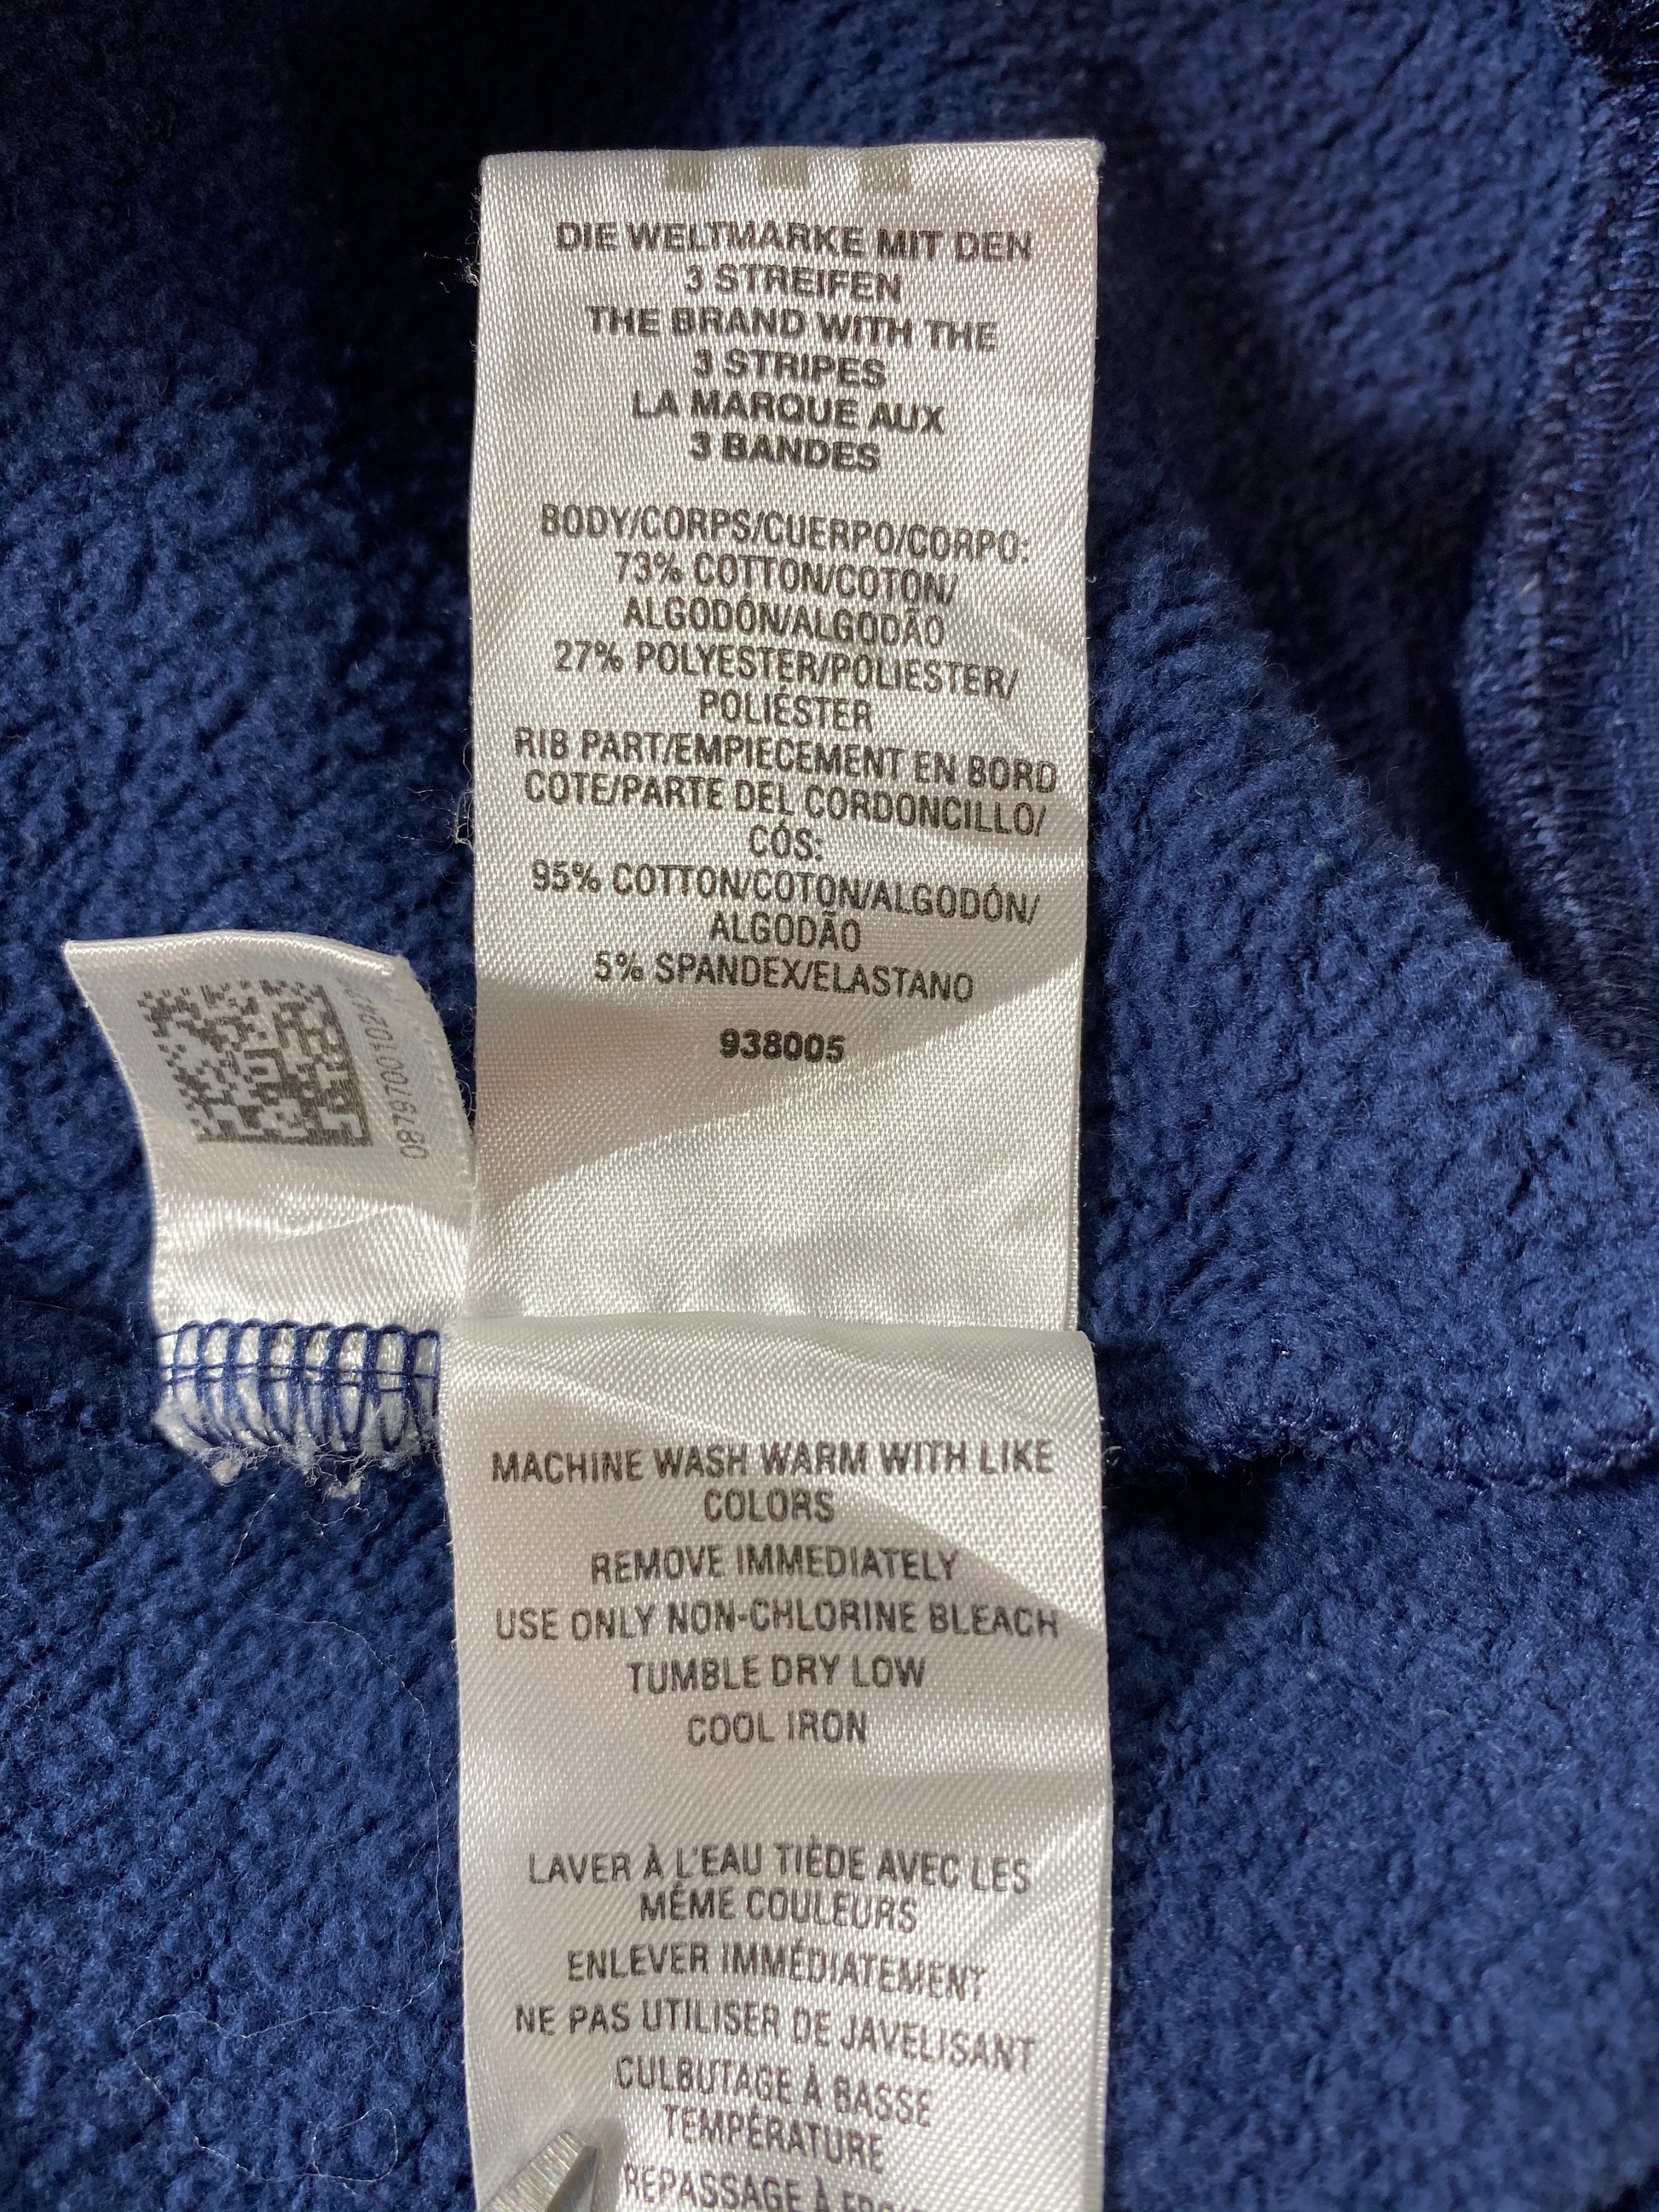 DIE WELTMARKE MIT DEN
3 STREIFEN
THE BRAND WITH THE
3 STRIPES
LA MARQUE AUX
3 BANDES
BODY/CORPS/CUERPO/CORPO:
73% COTTON/COTON/
ALGODÓN/ALGODÃO
27% POLYESTER/POLIESTER/
POLIÉSTER
RIB PART/EMPIECEMENT EN BORD
COTE/PARTE DEL CORDONCILLO/
CÓS:
95% COTTON/COTON/ALGODÓN/
ALGODÃO
5% SPANDEX/ELASTANO
938005
MACHINE WASH WARM WITH LIKE
COLORS
REMOVE IMMEDIATELY
USE ONLY NON-CHLORINE BLEACH
TUMBLE DRY LOW
COOL IRON
LAVER À L'EAU TIÈDE AVEC LES
MÊME COULEURS
ENLEVER IMMÉDIATEMENT
NE PAS UTILISER DE JAVELISANT
CULBUTAGE À BASSE
TEMPÉRATURE
REPASSAGE À